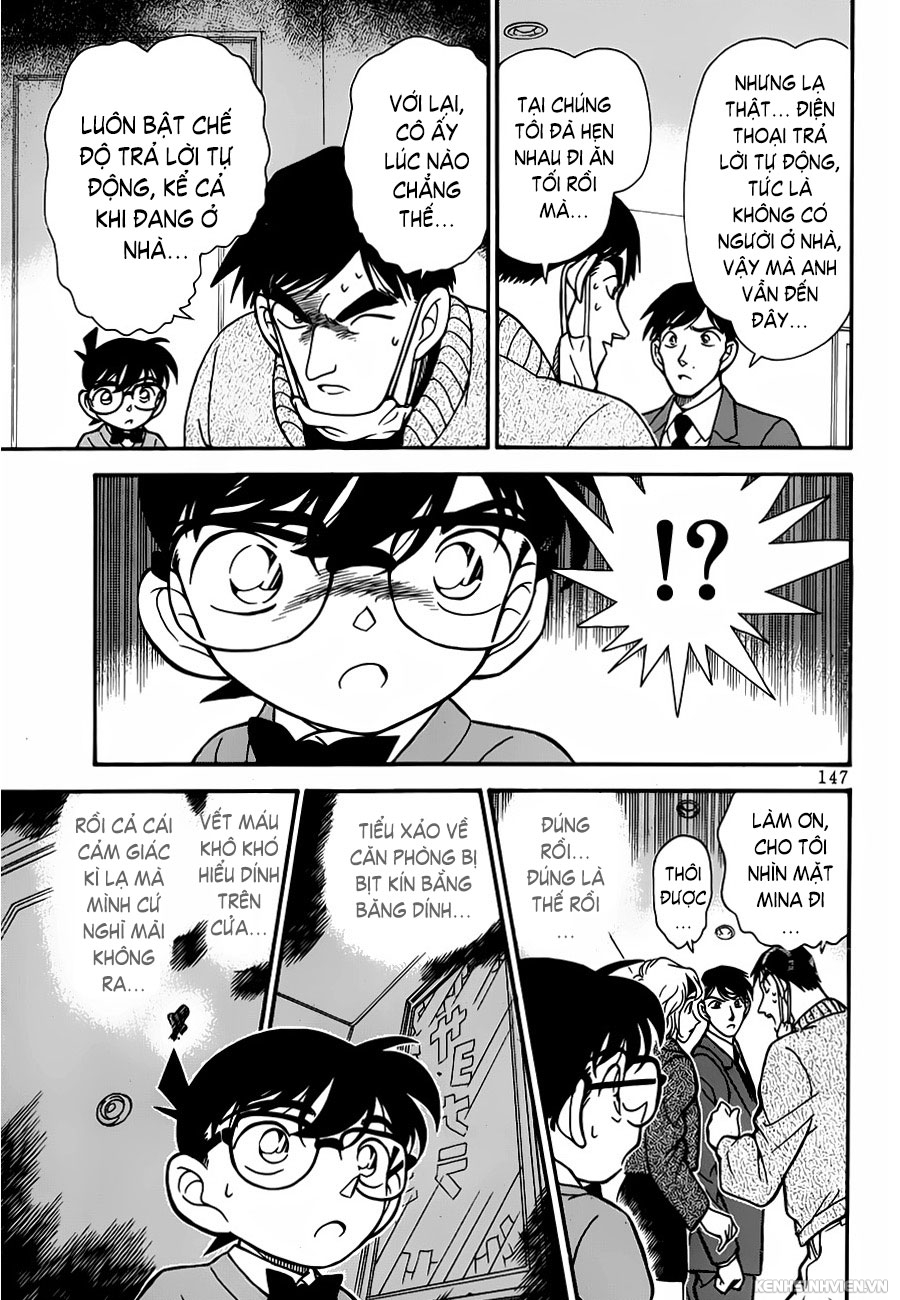 NHƯNG LẠ
THẬT... ĐIỆN
THOẠI TRẢ
LỜI TỰ ĐỘNG,
TỨC LÀ
KHÔNG CÓ
NGƯỜI Ở NHÀ,
VẬY MÀ ANH
VẪN ĐẾN
ĐÂY...
TẠI CHÚNG
TÔI ĐÃ HẸN
NHAU ĐI ĂN
TỐI RỒI
MÀ...
VỚI LẠI,
CÔ ẤY
LÚC NÀO
CHẲNG
THẾ...
LUÔN BẬT CHẾ
ĐỘ TRẢ LỜI TỰ
ĐỘNG, KỂ CẢ
KHI ĐANG Ở
NHÀ...
!?
147
LÀM ƠN,
CHO TÔI
NHÌN MẶT
MINA ĐI
...
THÔI
ĐƯỢC
...
ĐÚNG
RỒI...
ĐÚNG LÀ
THẾ RỒI
...
TIỂU XẢO VỀ
CĂN PHÒNG BỊ
BỊT KÍN BẰNG
BĂNG DÍNH...
VẾT MÁU
KHÔ KHÓ
HIỂU DÍNH
TRÊN
CỬA...
RỒI CẢ CÁI
CẢM GIÁC
KÌ LẠ MÀ
MÌNH CỨ
NGHĨ MÃI
KHÔNG
RA...
KENHSINHVIEN.VN